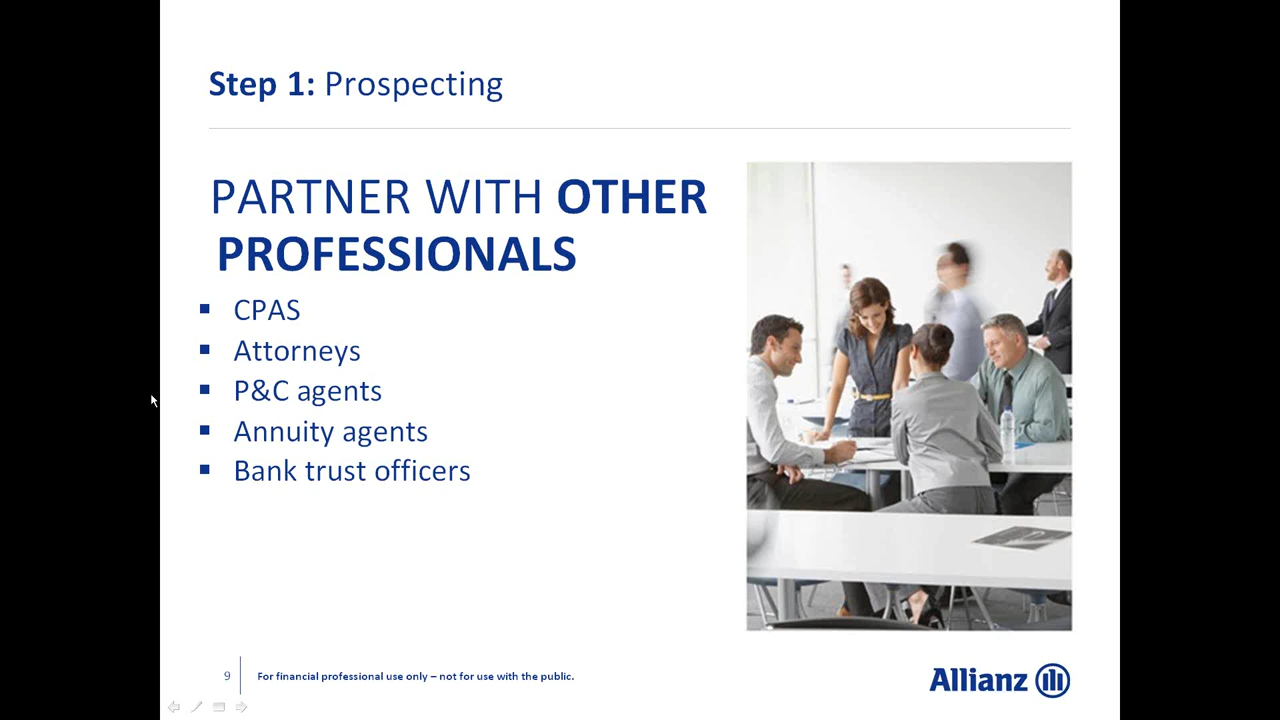 Step 1: Prospecting
PARTNER WITH OTHER
PROFESSIONALS
▪ CPAS
▪ Attorneys
▪ P&C agents
▪ Annuity agents
▪ Bank trust officers
9
For financial professional use only – not for use with the public.
Allianz